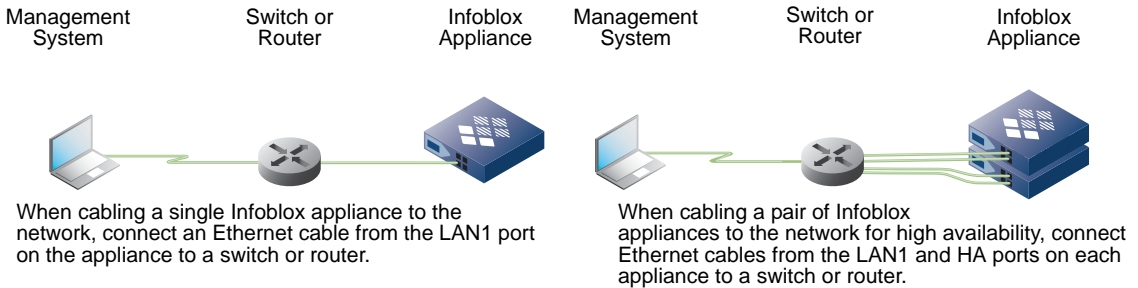 Management
System
Switch or
Router
Infoblox
Appliance
When cabling a single Infoblox appliance to the
network, connect an Ethernet cable from the LAN1 port
on the appliance to a switch or router.
Management
System
Switch or
Router
Infoblox
Appliance
When cabling a pair of Infoblox
appliances to the network for high availability, connect
Ethernet cables from the LAN1 and HA ports on each
appliance to a switch or router.